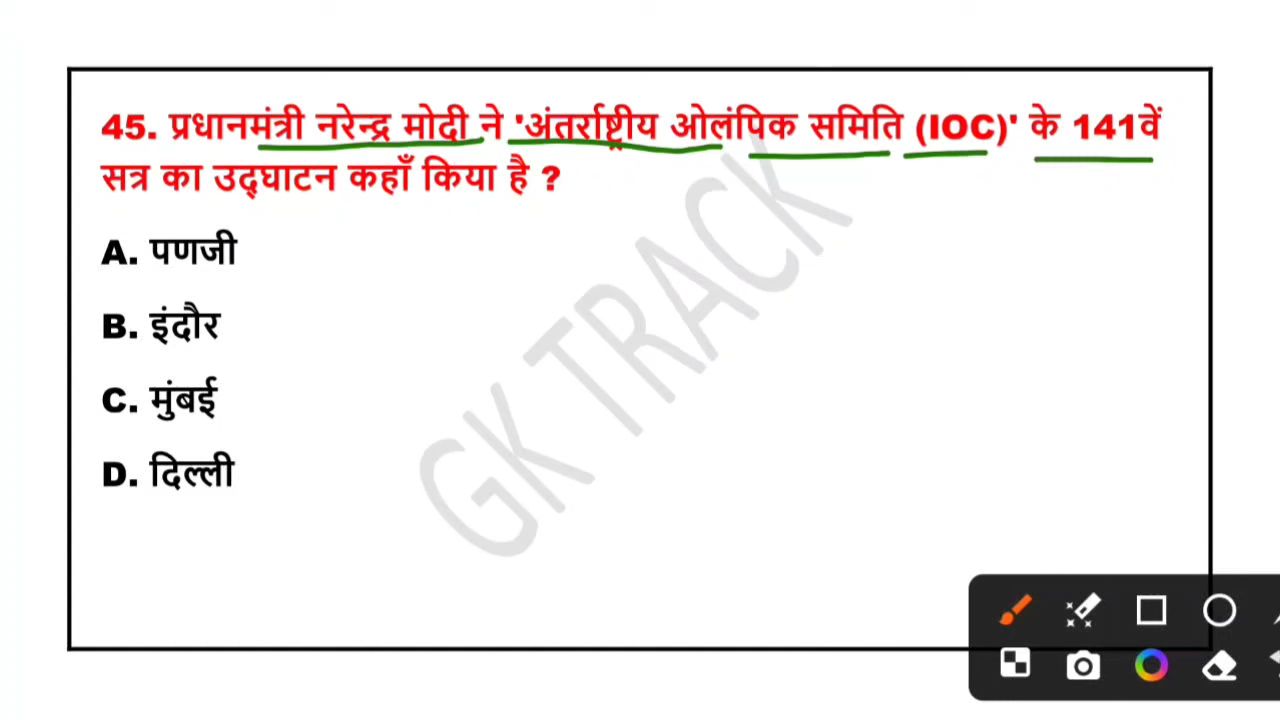 45. प्रधानमंत्री नरेन्द्र मोदी ने 'अंतर्राष्ट्रीय ओलंपिक समिति (IOC)' के 141वें
सत्र का उद्घाटन कहाँ किया है ?
A. पणजी
B. इंदौर
C. मुंबई
D. दिल्ली
GK TRACK